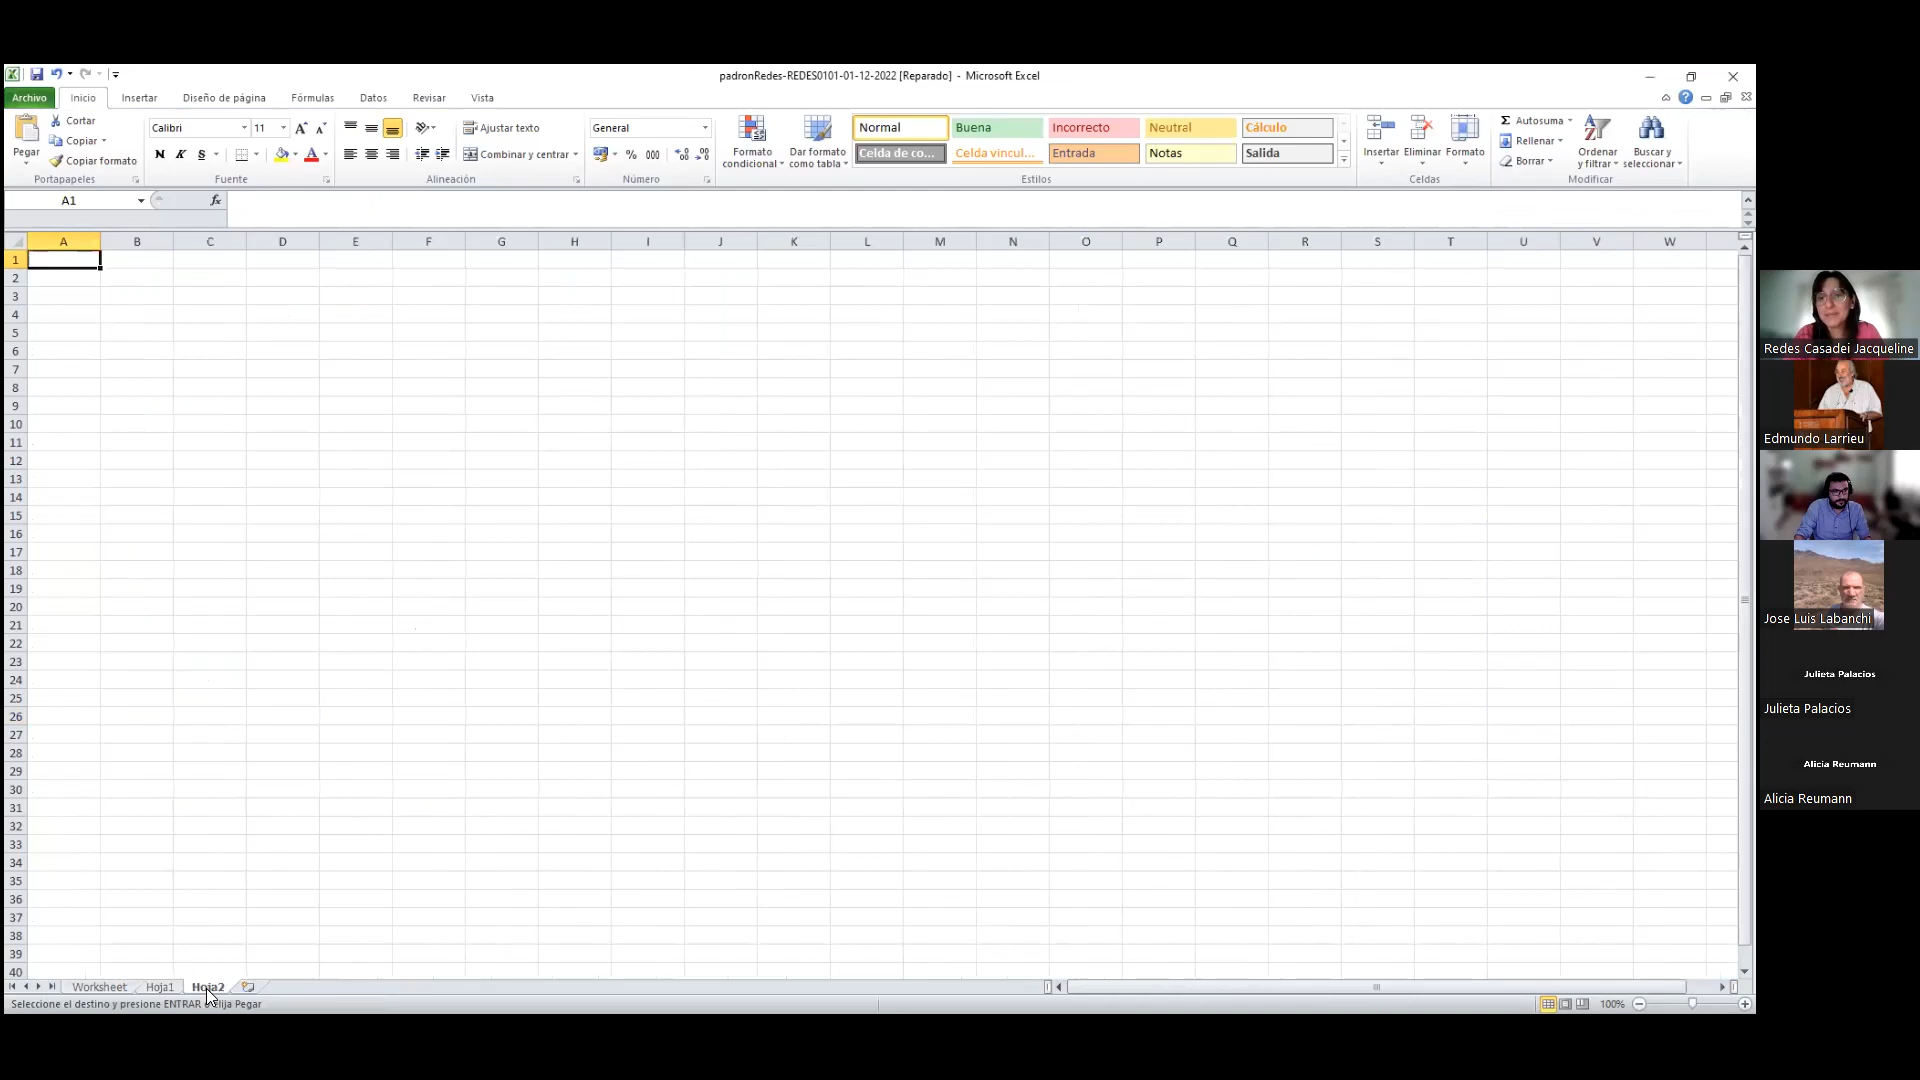 padronRedes-REDES0101-01-12-2022 [Reparado] - Microsoft Excel
Archivo Inicio Insertar Diseño de página Fórmulas Datos Revisar Vista
Pegar
Cortar
Copiar
Copiar formato
Portapapeles
Calibri 11
N K S
Fuente
Ajustar texto
Combinar y centrar
Alineación
General
% 000
Número
Formato condicional
Dar formato como tabla
Normal Buena Incorrecto Neutral Cálculo
Celda de co... Celda vincul... Entrada Notas Salida
Estilos
Insertar Eliminar Formato
Celdas
Autosuma
Rellenar
Borrar
Ordenar y filtrar
Buscar y seleccionar
Modificar
A1 fx
A B C D E F G H I J K L M N O P Q R S T U V W
1
2
3
4
5
6
7
8
9
10
11
12
13
14
15
16
17
18
19
20
21
22
23
24
25
26
27
28
29
30
31
32
33
34
35
36
37
38
39
40
Worksheet Hoja1 Hoja2
Seleccione el destino y presione ENTRAR o elija Pegar
100%
Redes Casadei Jacqueline
Edmundo Larrieu
Jose Luis Labanchi
Julieta Palacios
Julieta Palacios
Alicia Reumann
Alicia Reumann